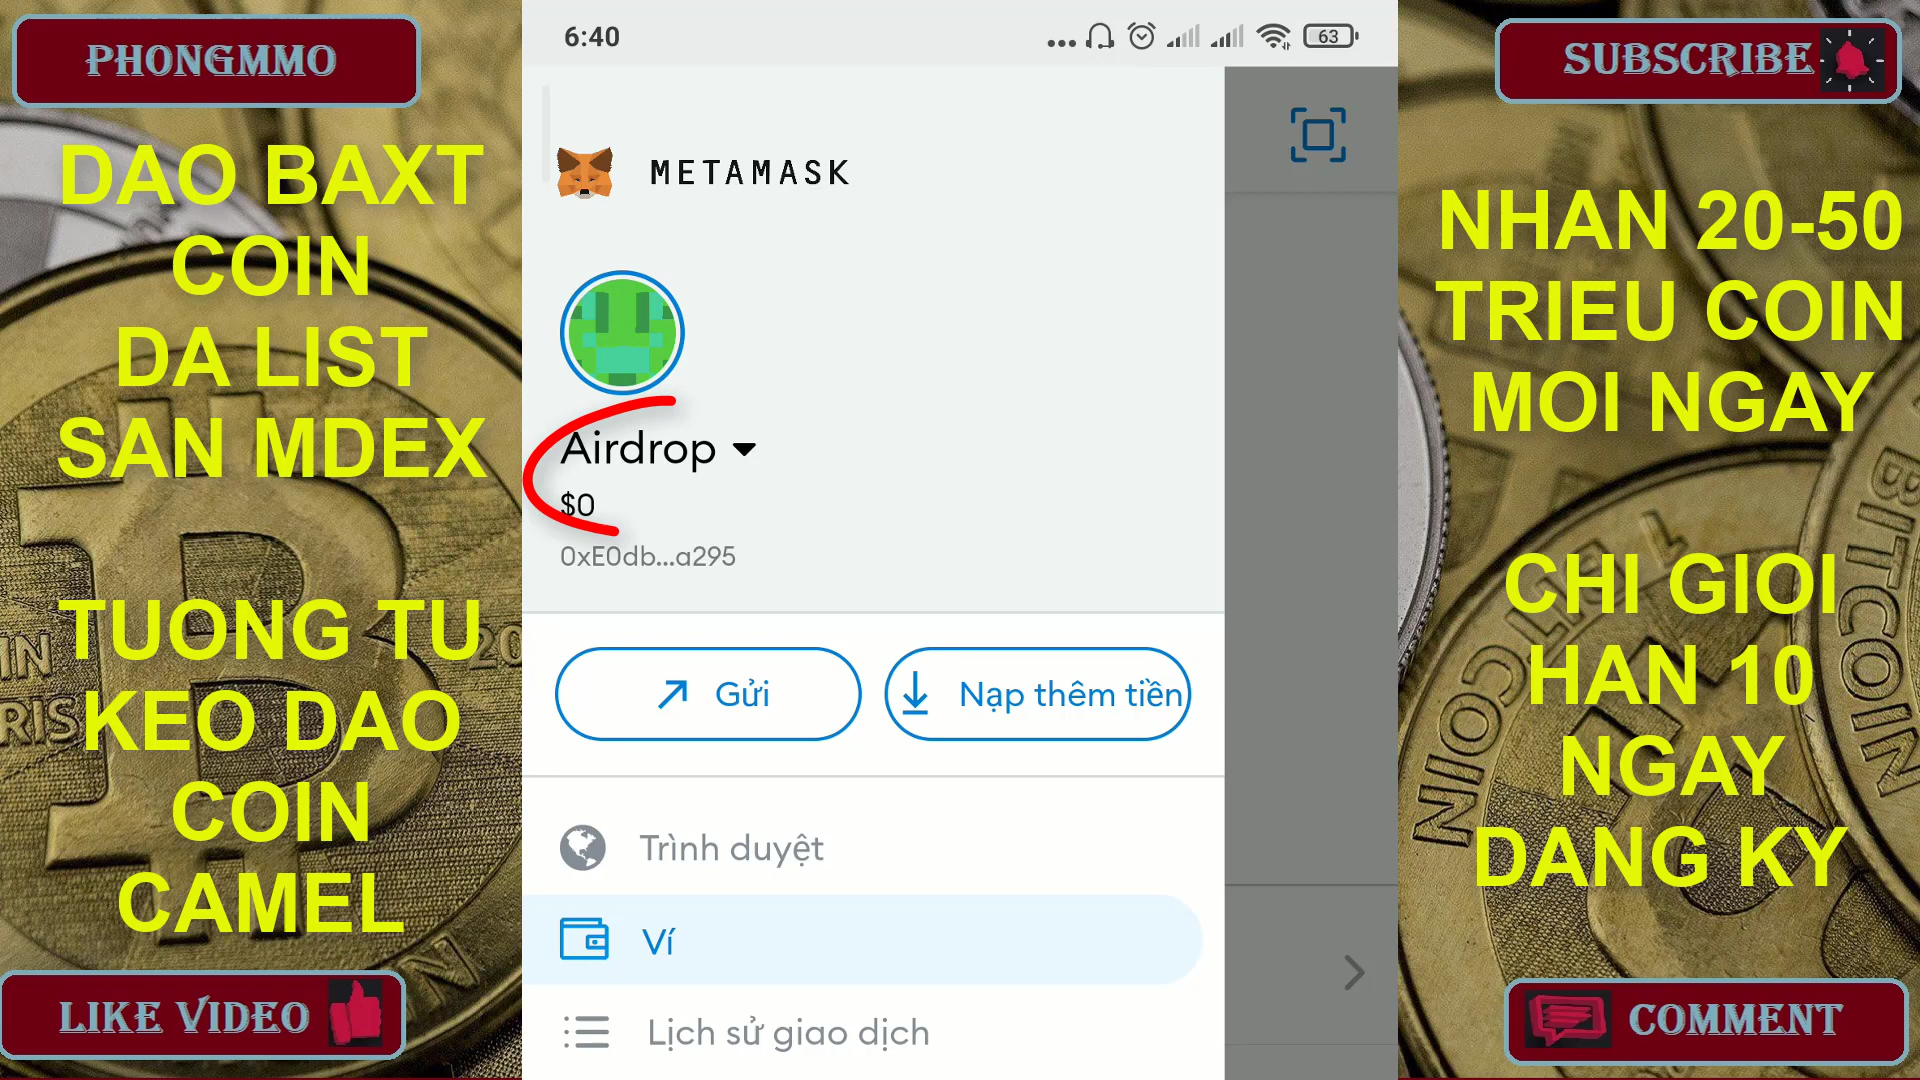 PHONGMMO
DAO BAXT
COIN
DA LIST
SAN MDEX
TUONG TU
KEO DAO
COIN
CAMEL
LIKE VIDEO
6:40
63
METAMASK
Airdrop
$0
0xE0db...a295
Gửi
Nạp thêm tiền
Trình duyệt
Ví
Lịch sử giao dịch
SUBSCRIBE
NHAN 20-50
TRIEU COIN
MOI NGAY
CHI GIOI
HAN 10
NGAY
DANG KY
COMMENT
BITCOIN